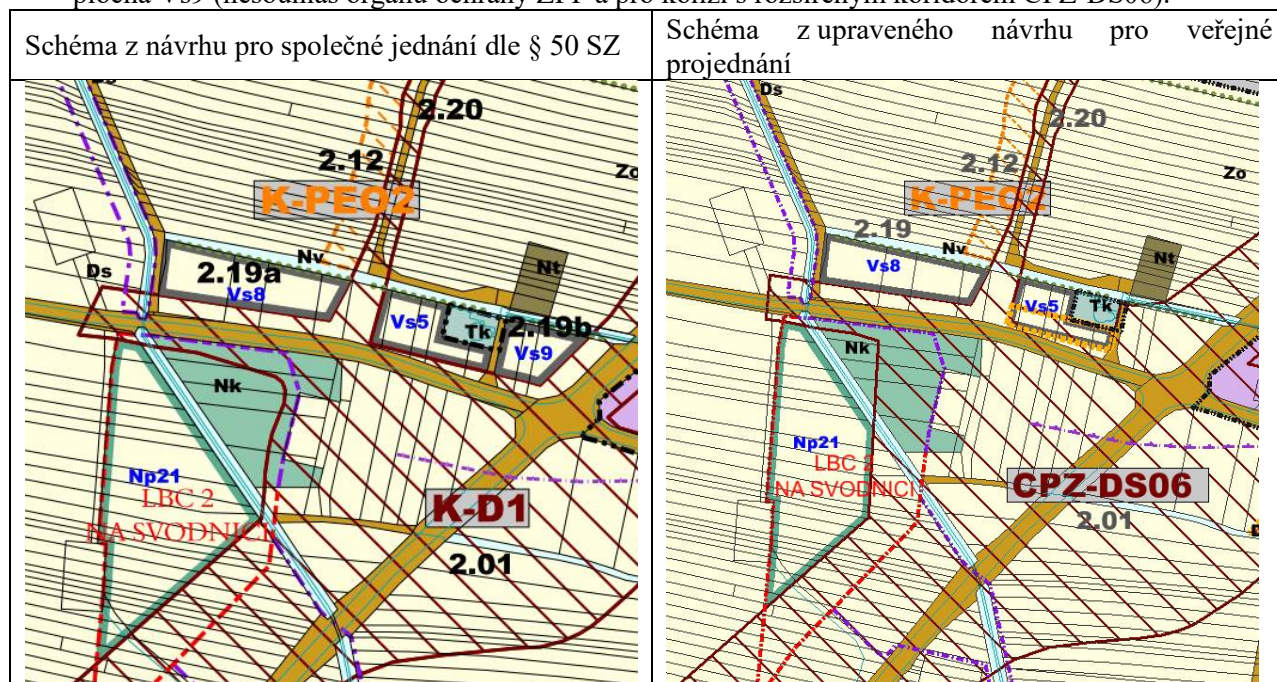 plocha Vs9 (nesouhlas orgánu ochrany ZPF a pro kolizi s rozšířeným koridorem CPZ-DS06).
Schéma z návrhu pro společné jednání dle § 50 SZ
Schéma z upraveného návrhu pro veřejné
projednání
2.20
2.12
Zo
K-PEO2
Nv
Ds
2.19a
Vs8
Nt
Vs5
Tk
2.19b
Vs9
Nk
Np21
LBC 2
NA SVODNICI
K-D1
2.01
Ds
2.20
2.12
Zo
K-PEO2
2.19
Nv
Vs8
Nt
Vs5
Tk
Nk
Np21
LBC 2
NA SVODNICI
CPZ-DS06
2.01